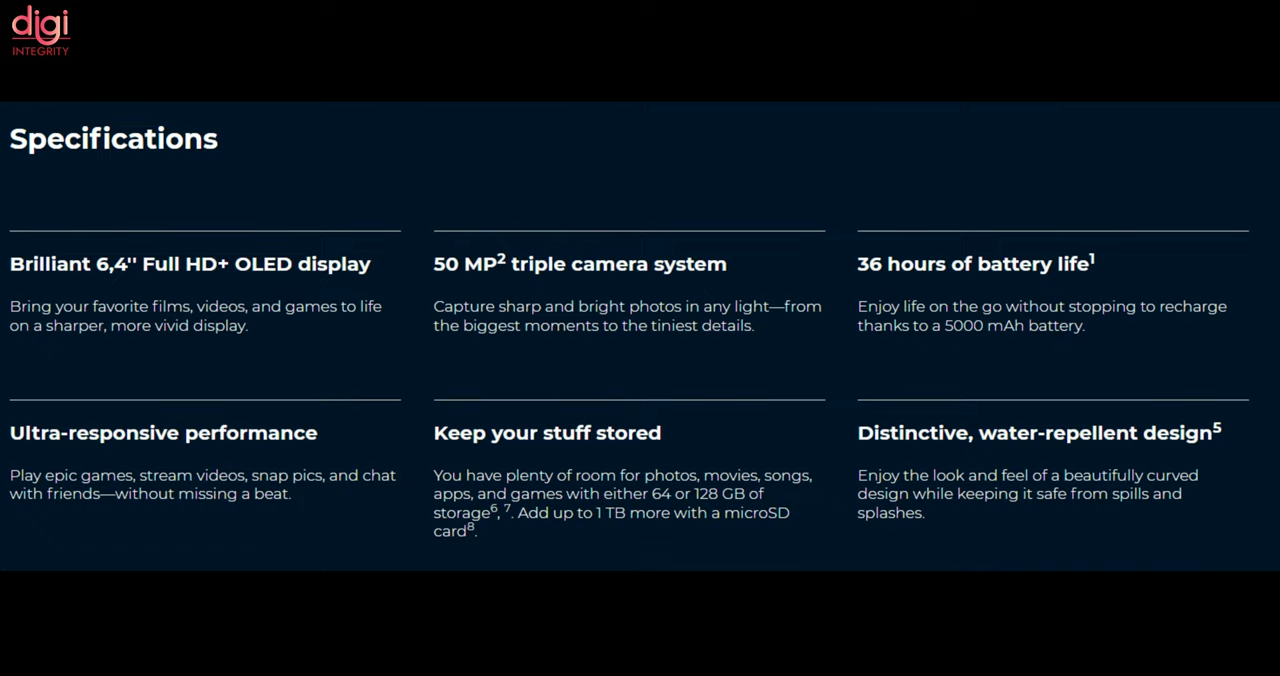 digi
INTEGRITY
Specifications
Brilliant 6,4'' Full HD+ OLED display
Bring your favorite films, videos, and games to life
on a sharper, more vivid display.
50 MP² triple camera system
Capture sharp and bright photos in any light—from
the biggest moments to the tiniest details.
36 hours of battery life¹
Enjoy life on the go without stopping to recharge
thanks to a 5000 mAh battery.
Ultra-responsive performance
Play epic games, stream videos, snap pics, and chat
with friends—without missing a beat.
Keep your stuff stored
You have plenty of room for photos, movies, songs,
apps, and games with either 64 or 128 GB of
storage⁶, ⁷. Add up to 1 TB more with a microSD
card⁸.
Distinctive, water-repellent design⁵
Enjoy the look and feel of a beautifully curved
design while keeping it safe from spills and
splashes.